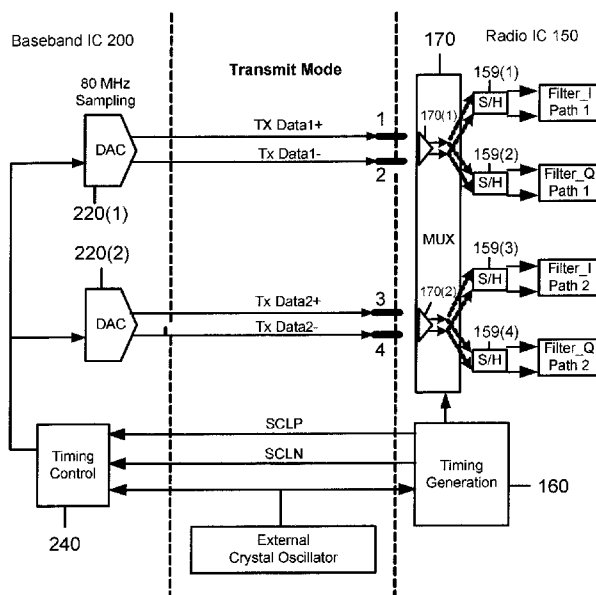 Baseband IC 200
Transmit Mode
170
Radio IC 150
80 MHz
Sampling
DAC
220(1)
TX Data1+
Tx Data1-
1
2
170(1)
159(1)
S/H
Filter_I
Path 1
159(2)
S/H
Filter_Q
Path 1
MUX
220(2)
DAC
Tx Data2+
Tx Data2-
3
4
170(2)
159(3)
S/H
Filter_I
Path 2
159(4)
S/H
Filter_Q
Path 2
SCLP
SCLN
Timing
Control
240
Timing
Generation
160
External
Crystal Oscillator